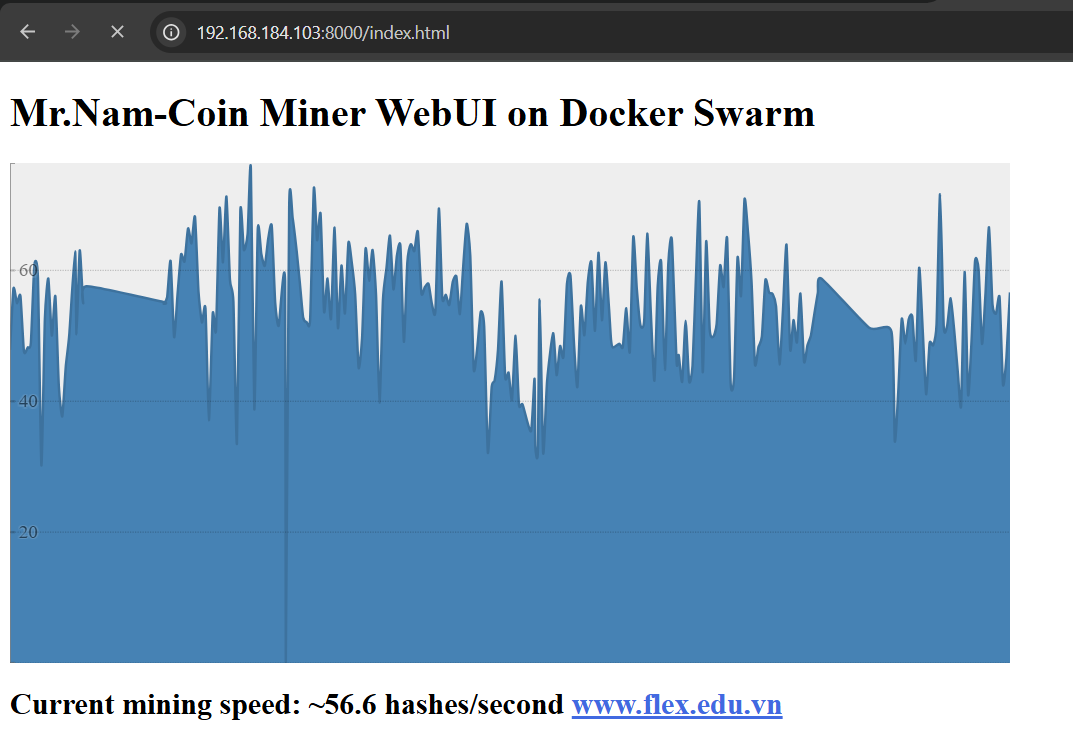 192.168.184.103:8000/index.html
Mr.Nam-Coin Miner WebUI on Docker Swarm
60
40
20
Current mining speed: ~56.6 hashes/second www.flex.edu.vn